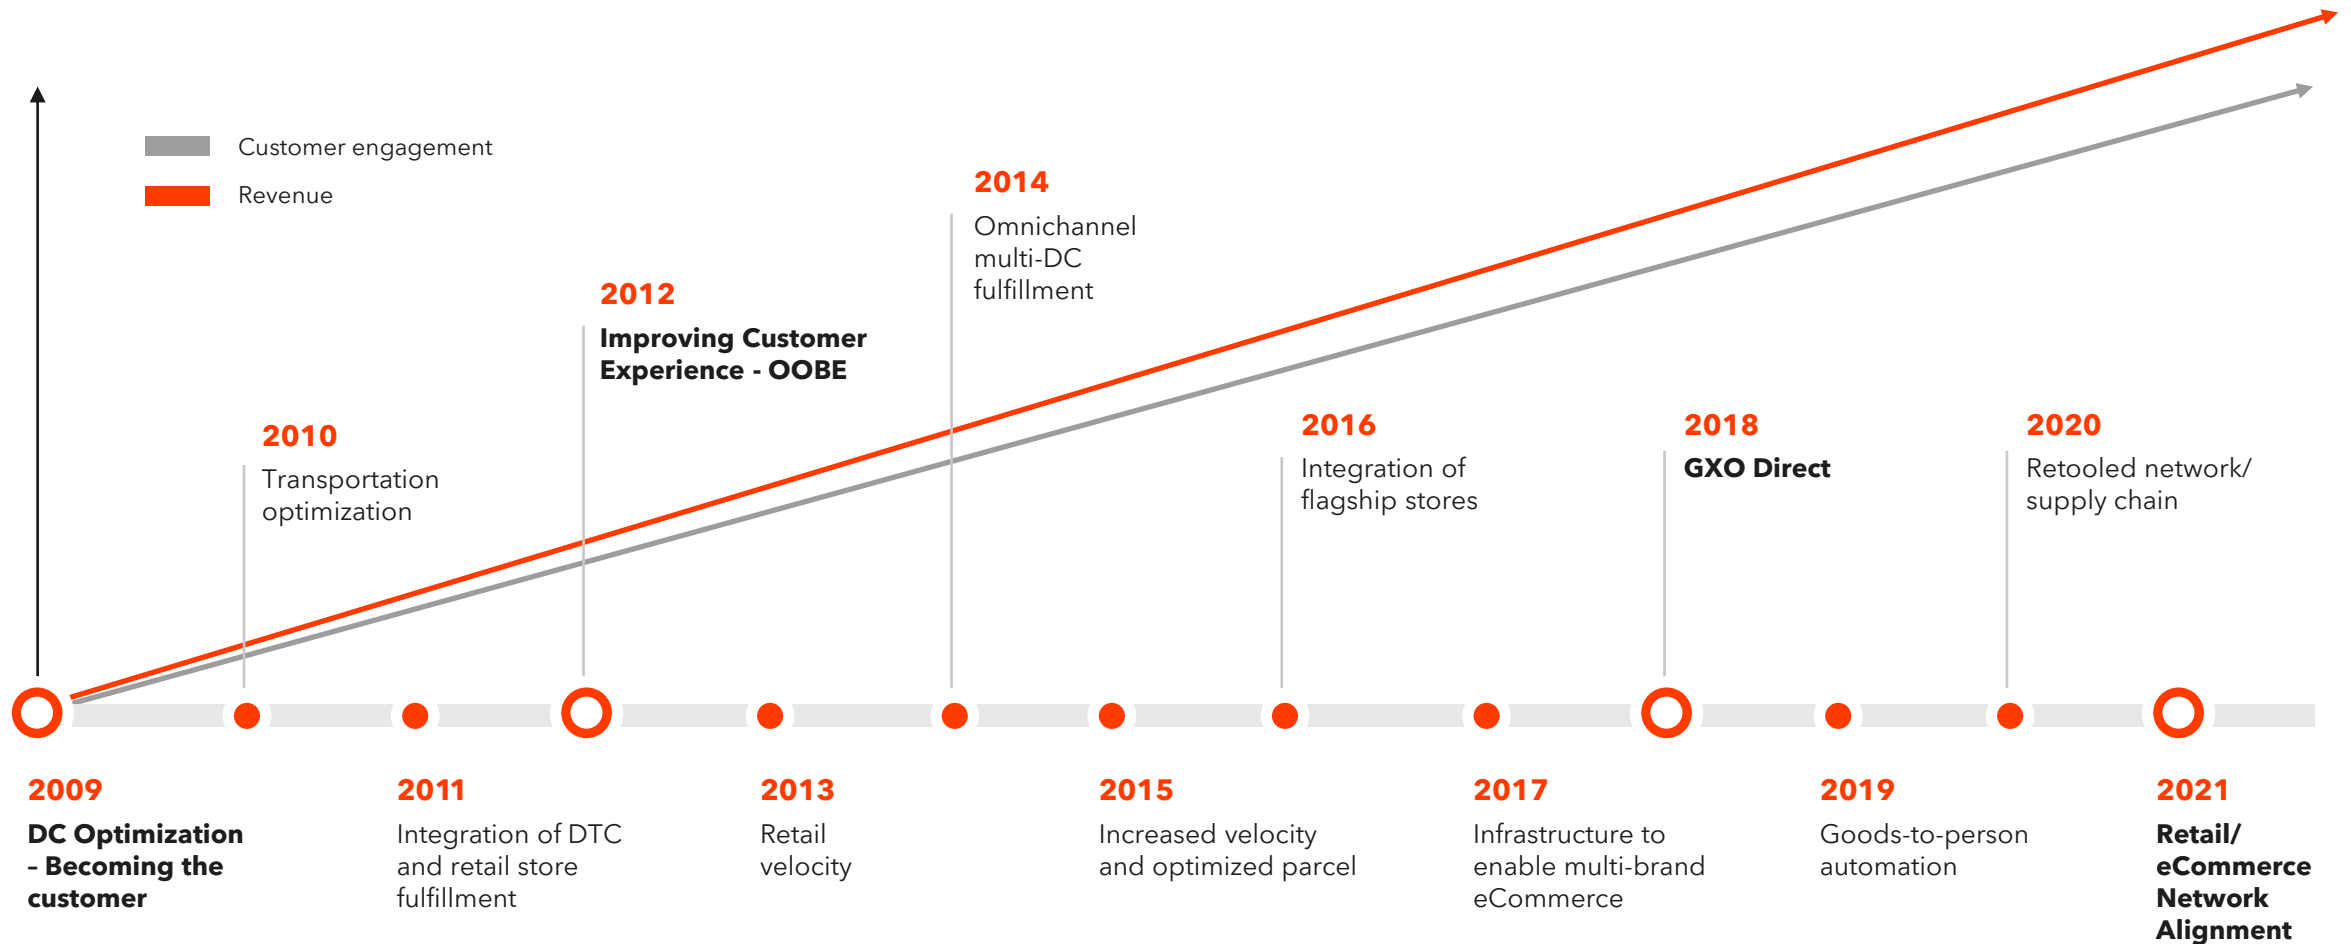 Customer engagement
Revenue
2014
Omnichannel
multi-DC
fulfillment
2012
Improving Customer
Experience - OOBE
2010
Transportation
optimization
2016
Integration of
flagship stores
2018
GXO Direct
2020
Retooled network/
supply chain
2009
DC Optimization
– Becoming the
customer
2011
Integration of DTC
and retail store
fulfillment
2013
Retail
velocity
2015
Increased velocity
and optimized parcel
2017
Infrastructure to
enable multi-brand
eCommerce
2019
Goods-to-person
automation
2021
Retail/
eCommerce
Network
Alignment